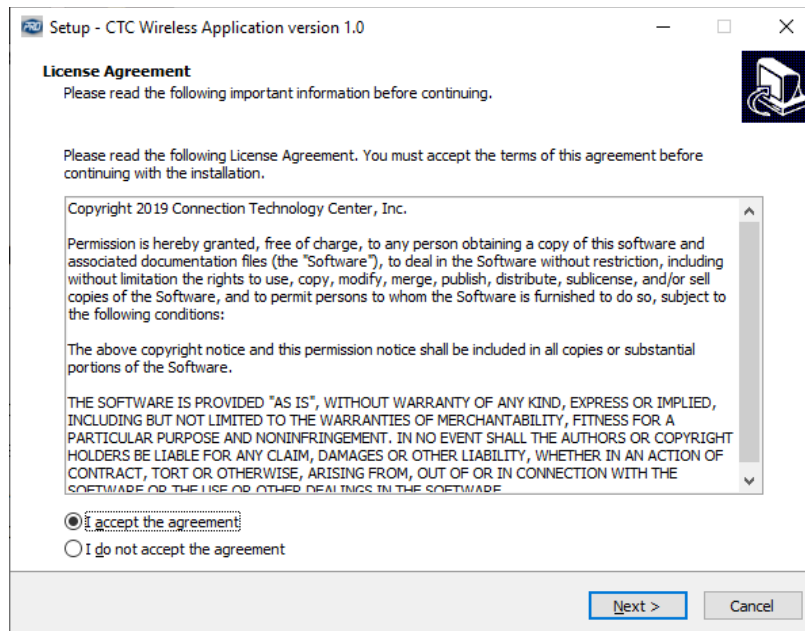 Setup - CTC Wireless Application version 1.0
License Agreement
Please read the following important information before continuing.
Please read the following License Agreement. You must accept the terms of this agreement before
continuing with the installation.
Copyright 2019 Connection Technology Center, Inc.
Permission is hereby granted, free of charge, to any person obtaining a copy of this software and
associated documentation files (the "Software"), to deal in the Software without restriction, including
without limitation the rights to use, copy, modify, merge, publish, distribute, sublicense, and/or sell
copies of the Software, and to permit persons to whom the Software is furnished to do so, subject to
the following conditions:
The above copyright notice and this permission notice shall be included in all copies or substantial
portions of the Software.
THE SOFTWARE IS PROVIDED "AS IS", WITHOUT WARRANTY OF ANY KIND, EXPRESS OR IMPLIED,
INCLUDING BUT NOT LIMITED TO THE WARRANTIES OF MERCHANTABILITY, FITNESS FOR A
PARTICULAR PURPOSE AND NONINFRINGEMENT. IN NO EVENT SHALL THE AUTHORS OR COPYRIGHT
HOLDERS BE LIABLE FOR ANY CLAIM, DAMAGES OR OTHER LIABILITY, WHETHER IN AN ACTION OF
CONTRACT, TORT OR OTHERWISE, ARISING FROM, OUT OF OR IN CONNECTION WITH THE
SOFTWARE OR THE USE OR OTHER DEALINGS IN THE SOFTWARE
I accept the agreement
I do not accept the agreement
Next >
Cancel